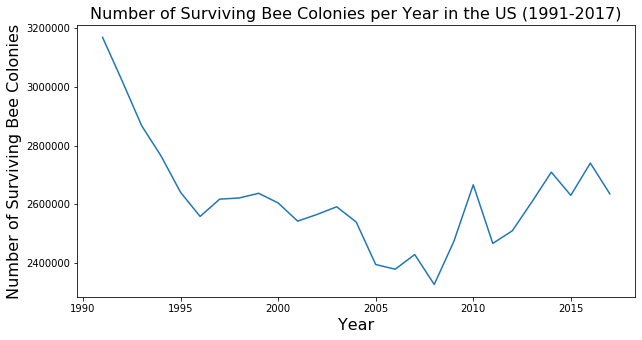 Number of Surviving Bee Colonies per Year in the US (1991-2017)
Number of Surviving Bee Colonies
3200000
3000000
2800000
2600000
2400000
1990 1995 2000 2005 2010 2015
Year